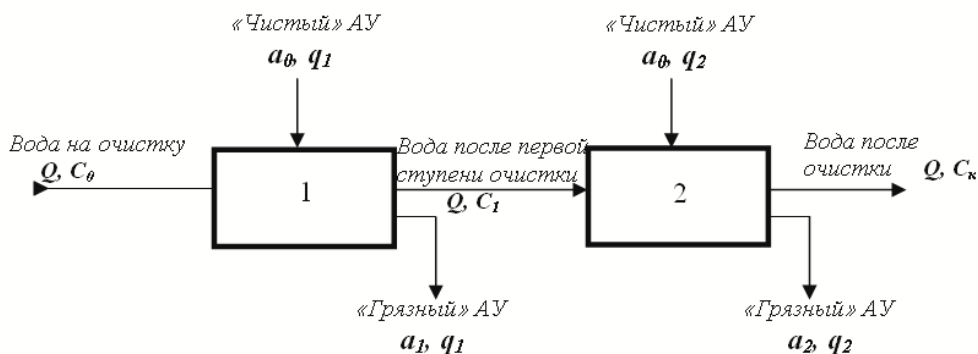 «Чистый» АУ
a₀, q₁
«Чистый» АУ
a₀, q₂
Вода на очистку
Q, C₀
1
Вода после первой
ступени очистки
Q, C₁
2
Вода после
очистки
Q, Cₖ
«Грязный» АУ
a₁, q₁
«Грязный» АУ
a₂, q₂